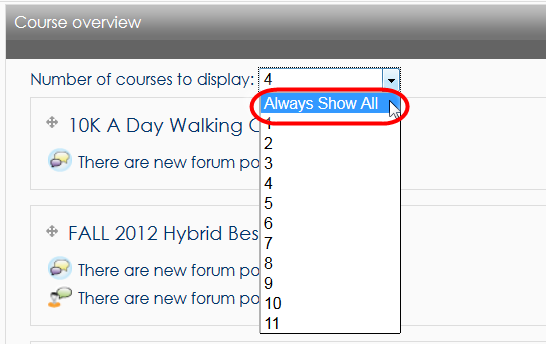 Course overview
Number of courses to display: 4
Always Show All
10K A Day Walking
1
2
There are new forum po
3
4
5
6
FALL 2012 Hybrid Bes
7
8
There are new forum po
9
There are new forum po
10
11